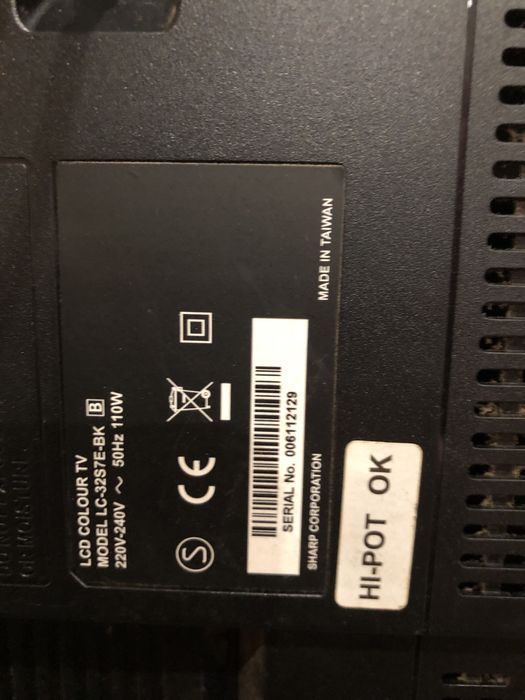 LCD COLOUR TV
MODEL LC-32S7E-BK B
220V-240V ~ 50Hz 110W
S
CE
SERIAL No. 006112129
SHARP CORPORATION
MADE IN TAIWAN
HI-POT OK